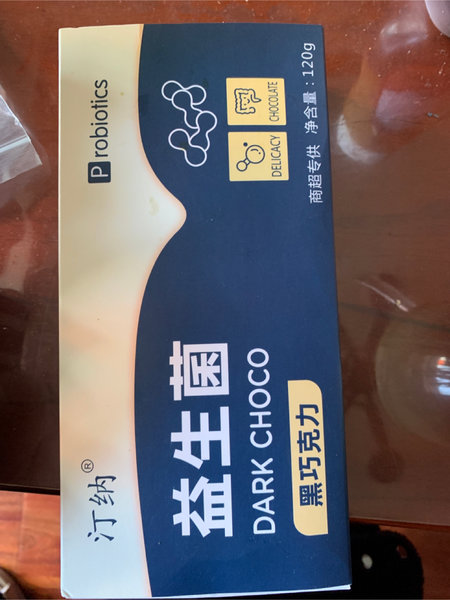 汀纳®
Probiotics
益生菌
DARK CHOCO
黑巧克力
DELICACY
CHOCOLATE
商超专供 净含量:120g